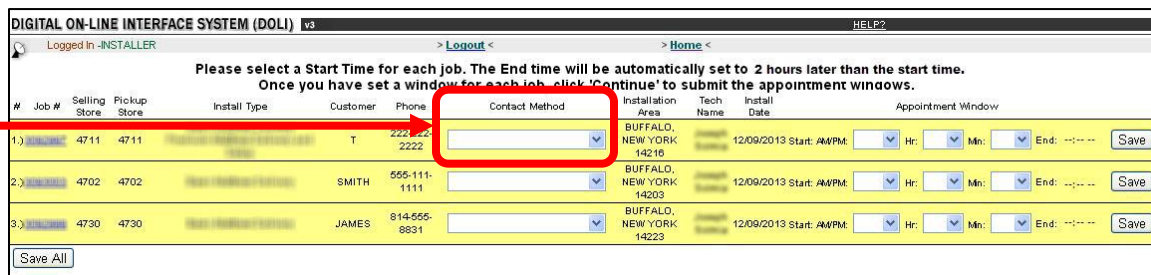 DIGITAL ON-LINE INTERFACE SYSTEM (DOLI) v3 HELP?
Logged In -INSTALLER > Logout < > Home <
Please select a Start Time for each job. The End time will be automatically set to 2 hours later than the start time.
Once you have set a window for each job, click 'Continue' to submit the appointment windows.
# Job # Selling Store Pickup Store Install Type Customer Phone Contact Method Installation Area Tech Name Install Date Appointment Window
1.) 4711 4711 T 222-222-2222 BUFFALO, NEW YORK 14216 12/09/2013 Start: AM/PM: Hr: Min: End: --:-- -- Save
2.) 4702 4702 SMITH 555-111-1111 BUFFALO, NEW YORK 14203 12/09/2013 Start: AM/PM: Hr: Min: End: --:-- -- Save
3.) 4730 4730 JAMES 814-555-8831 BUFFALO, NEW YORK 14223 12/09/2013 Start: AM/PM: Hr: Min: End: --:-- -- Save
Save All